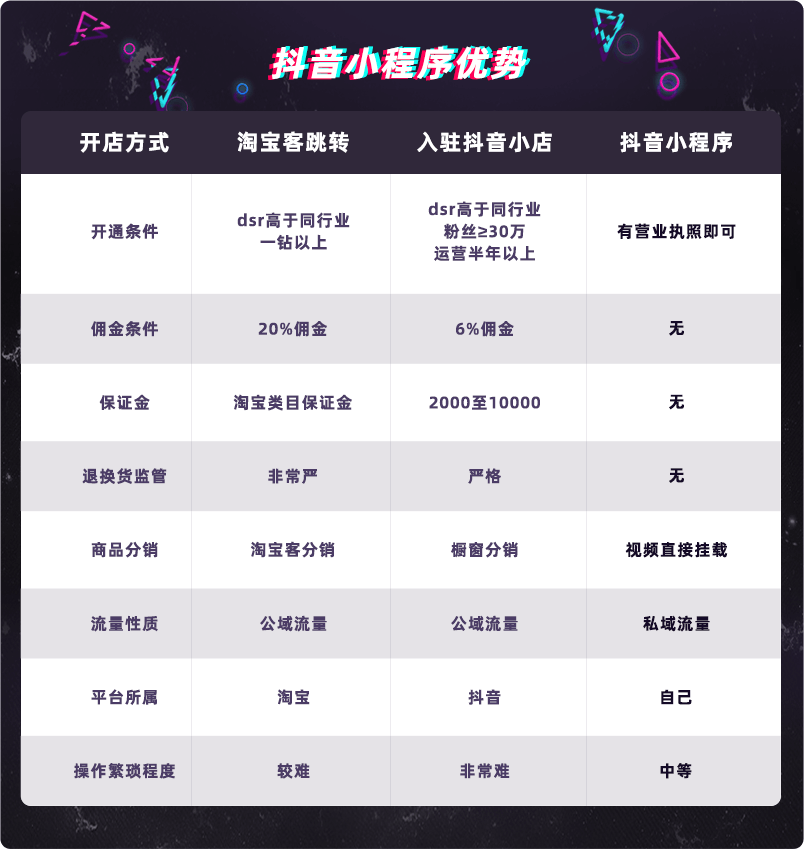 抖音小程序优势
开店方式 淘宝客跳转 入驻抖音小店 抖音小程序
开通条件
dsr高于同行业
一钻以上
dsr高于同行业
粉丝≥30万
运营半年以上
有营业执照即可
佣金条件 20%佣金 6%佣金 无
保证金 淘宝类目保证金 2000至10000 无
退换货监管 非常严 严格 无
商品分销 淘宝客分销 橱窗分销 视频直接挂载
流量性质 公域流量 公域流量 私域流量
平台所属 淘宝 抖音 自己
操作繁琐程度 较难 非常难 中等